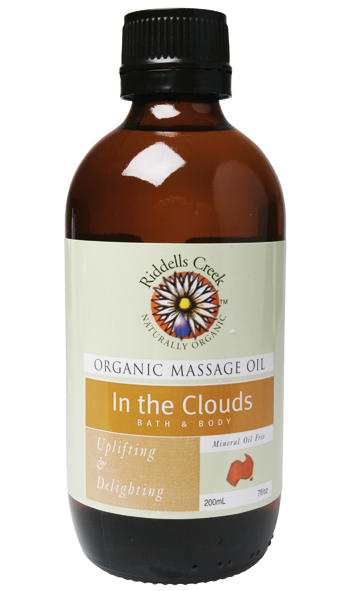 Riddells Creek
TM
NATURALLY ORGANIC
ORGANIC MASSAGE OIL
In the Clouds
BATH & BODY
Uplifting
&
Delighting
Mineral Oil Free
200mL 7floz